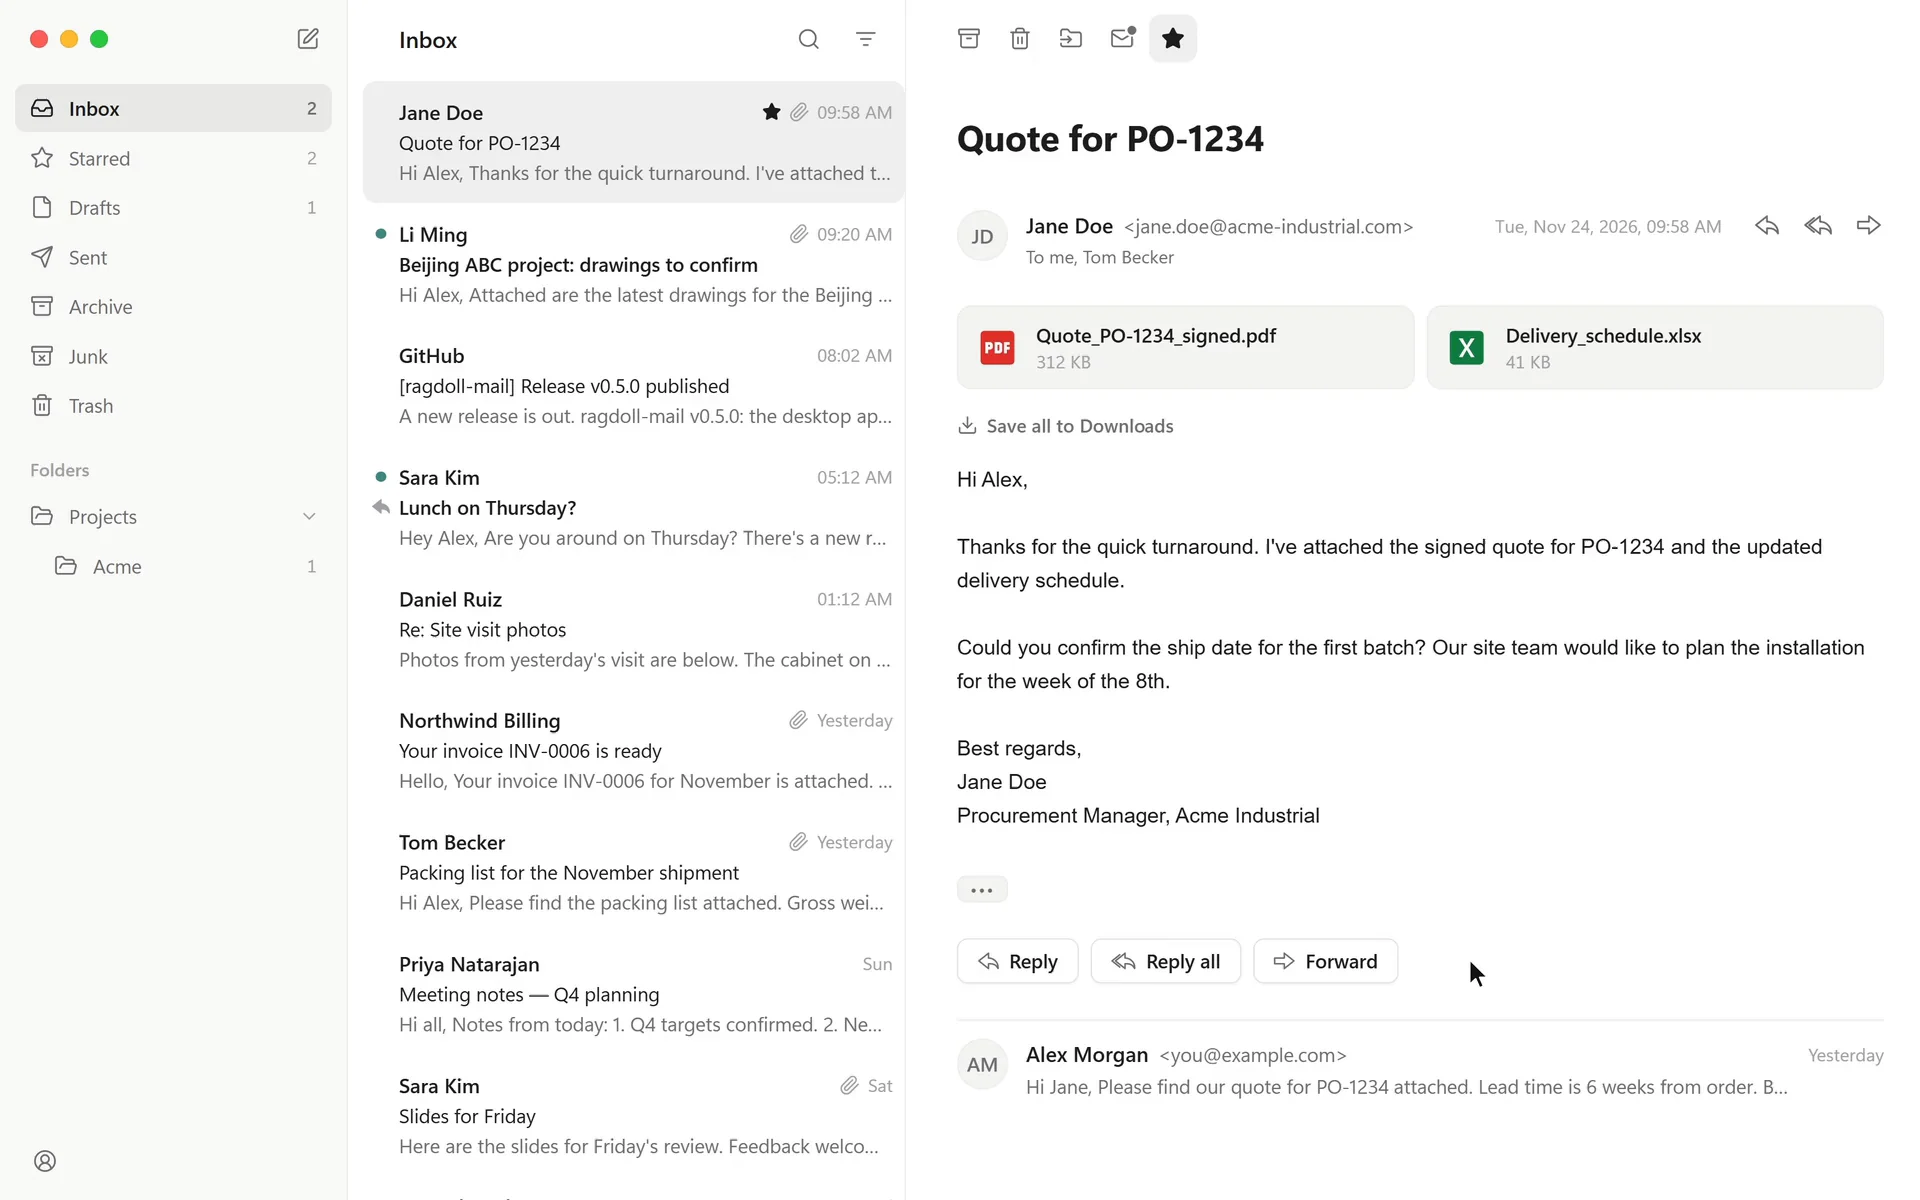 Inbox
2
Starred
2
Drafts
1
Sent
Archive
Junk
Trash
Folders
Projects
Acme
1
Inbox
Jane Doe
09:58 AM
Quote for PO-1234
Hi Alex, Thanks for the quick turnaround. I've attached t...
Li Ming
09:20 AM
Beijing ABC project: drawings to confirm
Hi Alex, Attached are the latest drawings for the Beijing ...
GitHub
08:02 AM
[ragdoll-mail] Release v0.5.0 published
A new release is out. ragdoll-mail v0.5.0: the desktop ap...
Sara Kim
05:12 AM
Lunch on Thursday?
Hey Alex, Are you around on Thursday? There's a new r...
Daniel Ruiz
01:12 AM
Re: Site visit photos
Photos from yesterday's visit are below. The cabinet on ...
Northwind Billing
Yesterday
Your invoice INV-0006 is ready
Hello, Your invoice INV-0006 for November is attached. ...
Tom Becker
Yesterday
Packing list for the November shipment
Hi Alex, Please find the packing list attached. Gross wei...
Priya Natarajan
Sun
Meeting notes — Q4 planning
Hi all, Notes from today: 1. Q4 targets confirmed. 2. Ne...
Sara Kim
Sat
Slides for Friday
Here are the slides for Friday's review. Feedback welco...
Quote for PO-1234
JD
Jane Doe <jane.doe@acme-industrial.com>
Tue, Nov 24, 2026, 09:58 AM
To me, Tom Becker
PDF
Quote_PO-1234_signed.pdf
312 KB
X
Delivery_schedule.xlsx
41 KB
Save all to Downloads
Hi Alex,
Thanks for the quick turnaround. I've attached the signed quote for PO-1234 and the updated
delivery schedule.
Could you confirm the ship date for the first batch? Our site team would like to plan the installation
for the week of the 8th.
Best regards,
Jane Doe
Procurement Manager, Acme Industrial
Reply
Reply all
Forward
AM
Alex Morgan <you@example.com>
Yesterday
Hi Jane, Please find our quote for PO-1234 attached. Lead time is 6 weeks from order. B...